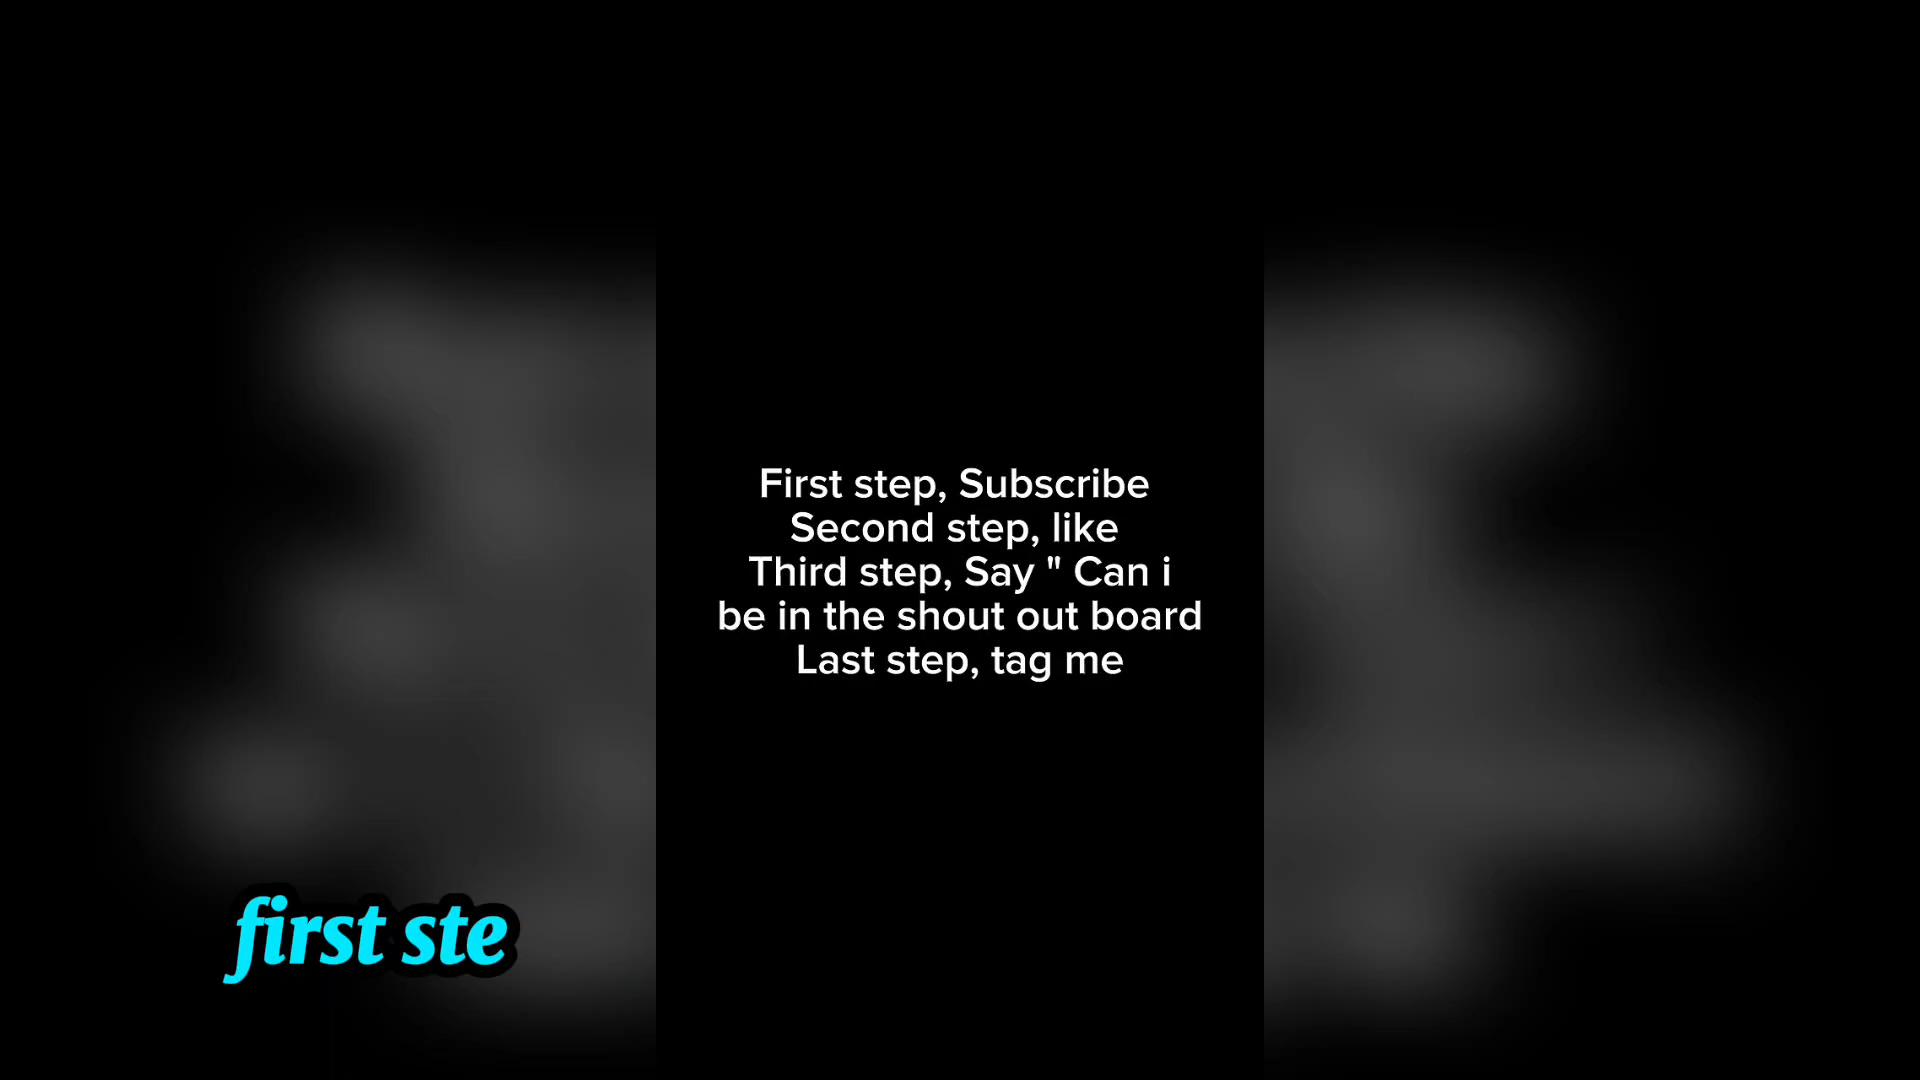 First step, Subscribe
Second step, like
Third step, Say " Can i
be in the shout out board
Last step, tag me
first ste